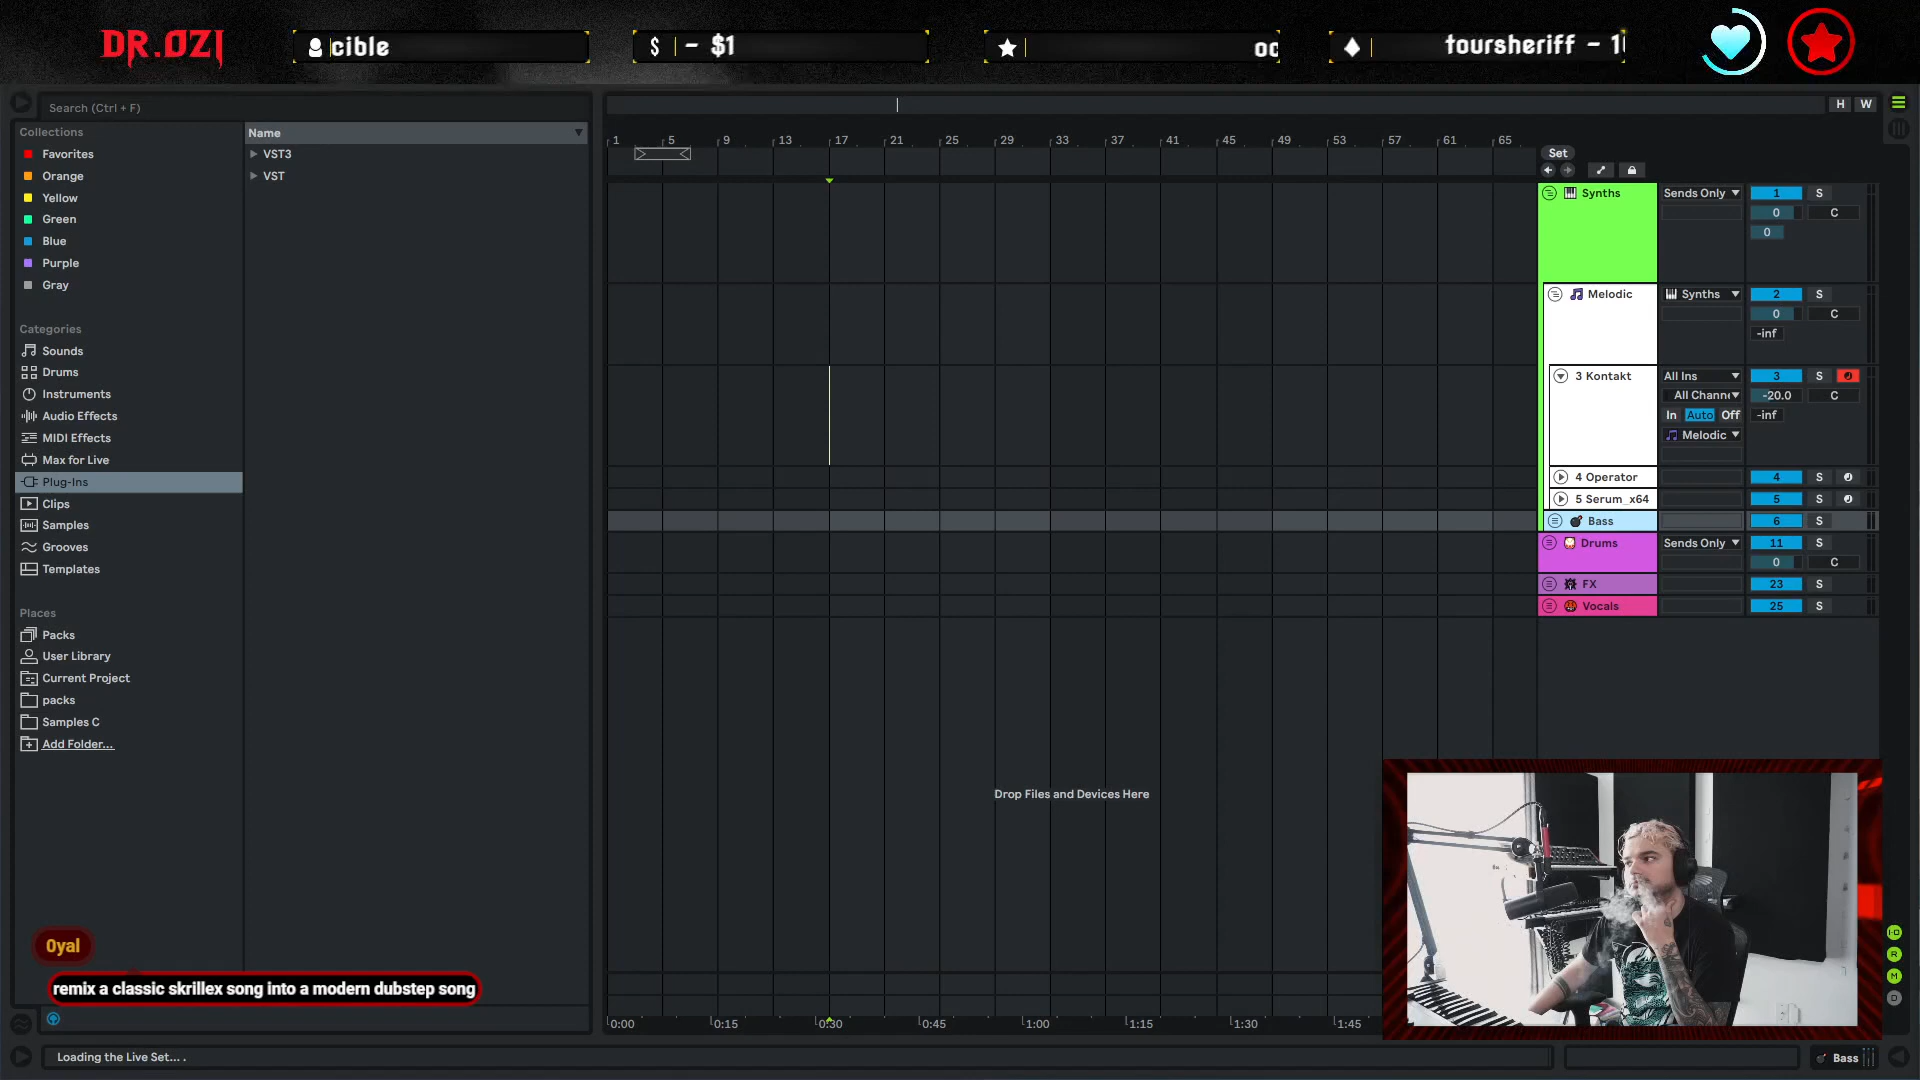 DR.OZI
cible
$
- $1
oc
toursheriff - 1
Search (Ctrl + F)
H
W
Collections
Name
Favorites
VST3
Orange
VST
Yellow
Green
Blue
Purple
Gray
Categories
Sounds
Drums
Instruments
Audio Effects
MIDI Effects
Max for Live
Plug-Ins
Clips
Samples
Grooves
Templates
Places
Packs
User Library
Current Project
packs
Samples C
Add Folder...
1 5 9 13 17 21 25 29 33 37 41 45 49 53 57 61 65
Set
Synths
Sends Only
1
S
0
C
0
Melodic
Synths
2
S
0
C
-inf
3 Kontakt
All Ins
3
S
All Chann
-20.0
C
In
Auto
Off
-inf
Melodic
4 Operator
4
S
5 Serum_x64
5
S
Bass
6
S
Drums
Sends Only
11
S
0
C
FX
23
S
Vocals
25
S
Drop Files and Devices Here
0yal
remix a classic skrillex song into a modern dubstep song
0:00 0:15 0:30 0:45 1:00 1:15 1:30 1:45
I·O
R
M
D
Loading the Live Set... .
Bass